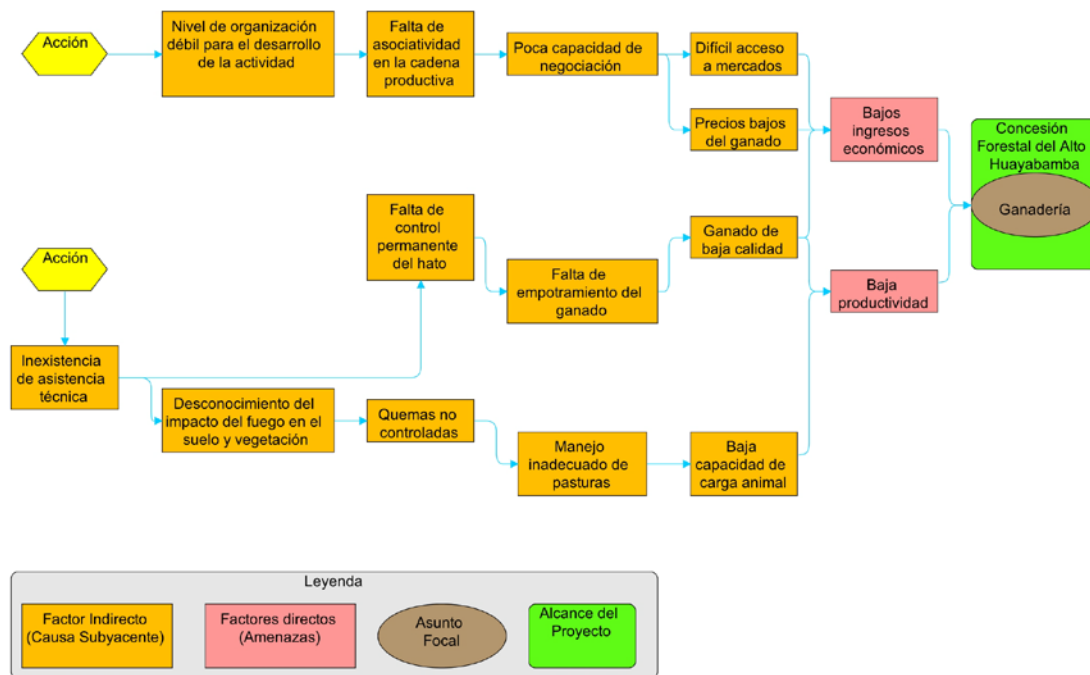 Acción
Nivel de organización
débil para el desarrollo
de la actividad
Falta de
asociatividad
en la cadena
productiva
Poca capacidad de
negociación
Difícil acceso
a mercados
Precios bajos
del ganado
Bajos
ingresos
económicos
Concesión
Forestal del Alto
Huayabamba
Ganadería
Acción
Falta de
control
permanente
del hato
Falta de
empotramiento del
ganado
Ganado de
baja calidad
Baja
productividad
Inexistencia
de asistencia
técnica
Desconocimiento del
impacto del fuego en el
suelo y vegetación
Quemas no
controladas
Manejo
inadecuado de
pasturas
Baja
capacidad de
carga animal
Leyenda
Factor Indirecto
(Causa Subyacente)
Factores directos
(Amenazas)
Asunto
Focal
Alcance del
Proyecto